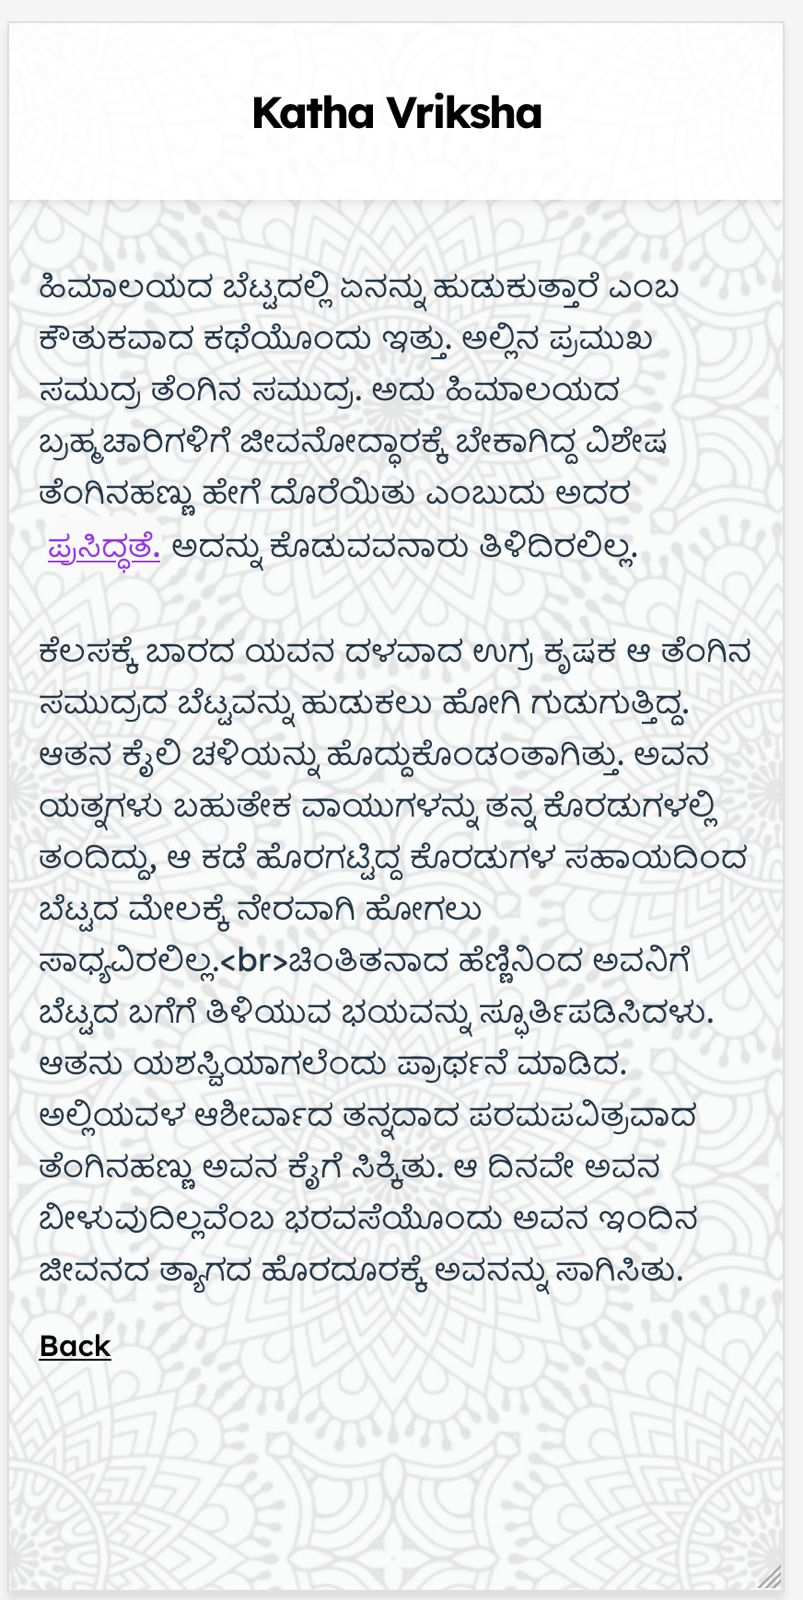 Katha Vriksha
ಹಿಮಾಲಯದ ಬೆಟ್ಟದಲ್ಲಿ ಏನನ್ನು ಹುಡುಕುತ್ತಾರೆ ಎಂಬ
ಕೌತುಕವಾದ ಕಥೆಯೊಂದು ಇತ್ತು. ಅಲ್ಲಿನ ಪ್ರಮುಖ
ಸಮುದ್ರ ತೆಂಗಿನ ಸಮುದ್ರ. ಅದು ಹಿಮಾಲಯದ
ಬ್ರಹ್ಮಚಾರಿಗಳಿಗೆ ಜೀವನೋದ್ಧಾರಕ್ಕೆ ಬೇಕಾಗಿದ್ದ ವಿಶೇಷ
ತೆಂಗಿನಹಣ್ಣು ಹೇಗೆ ದೊರೆಯಿತು ಎಂಬುದು ಅದರ
ಪ್ರಸಿದ್ಧತೆ. ಅದನ್ನು ಕೊಡುವವನಾರು ತಿಳಿದಿರಲಿಲ್ಲ.
ಕೆಲಸಕ್ಕೆ ಬಾರದ ಯವನ ದಳವಾದ ಉಗ್ರ ಕೃಷಕ ಆ ತೆಂಗಿನ
ಸಮುದ್ರದ ಬೆಟ್ಟವನ್ನು ಹುಡುಕಲು ಹೋಗಿ ಗುಡುಗುತ್ತಿದ್ದ.
ಆತನ ಕೈಲಿ ಚಳಿಯನ್ನು ಹೊದ್ದುಕೊಂಡಂತಾಗಿತ್ತು. ಅವನ
ಯತ್ನಗಳು ಬಹುತೇಕ ವಾಯುಗಳನ್ನು ತನ್ನ ಕೊರಡುಗಳಲ್ಲಿ
ತಂದಿದ್ದು, ಆ ಕಡೆ ಹೊರಗಟ್ಟಿದ್ದ ಕೊರಡುಗಳ ಸಹಾಯದಿಂದ
ಬೆಟ್ಟದ ಮೇಲಕ್ಕೆ ನೇರವಾಗಿ ಹೋಗಲು
ಸಾಧ್ಯವಿರಲಿಲ್ಲ.<br>ಚಿಂತಿತನಾದ ಹೆಣ್ಣಿನಿಂದ ಅವನಿಗೆ
ಬೆಟ್ಟದ ಬಗೆಗೆ ತಿಳಿಯುವ ಭಯವನ್ನು ಸ್ಫೂರ್ತಿಪಡಿಸಿದಳು.
ಆತನು ಯಶಸ್ವಿಯಾಗಲೆಂದು ಪ್ರಾರ್ಥನೆ ಮಾಡಿದ.
ಅಲ್ಲಿಯವಳ ಆಶೀರ್ವಾದ ತನ್ನದಾದ ಪರಮಪವಿತ್ರವಾದ
ತೆಂಗಿನಹಣ್ಣು ಅವನ ಕೈಗೆ ಸಿಕ್ಕಿತು. ಆ ದಿನವೇ ಅವನ
ಬೀಳುವುದಿಲ್ಲವೆಂಬ ಭರವಸೆಯೊಂದು ಅವನ ಇಂದಿನ
ಜೀವನದ ತ್ಯಾಗದ ಹೊರದೂರಕ್ಕೆ ಅವನನ್ನು ಸಾಗಿಸಿತು.
Back